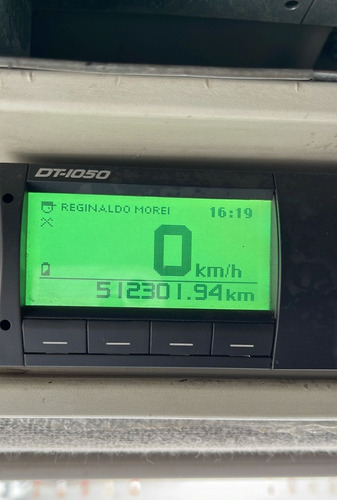 DT-1050
REGINALDO MOREI 16:19
0 km/h
512301.94km